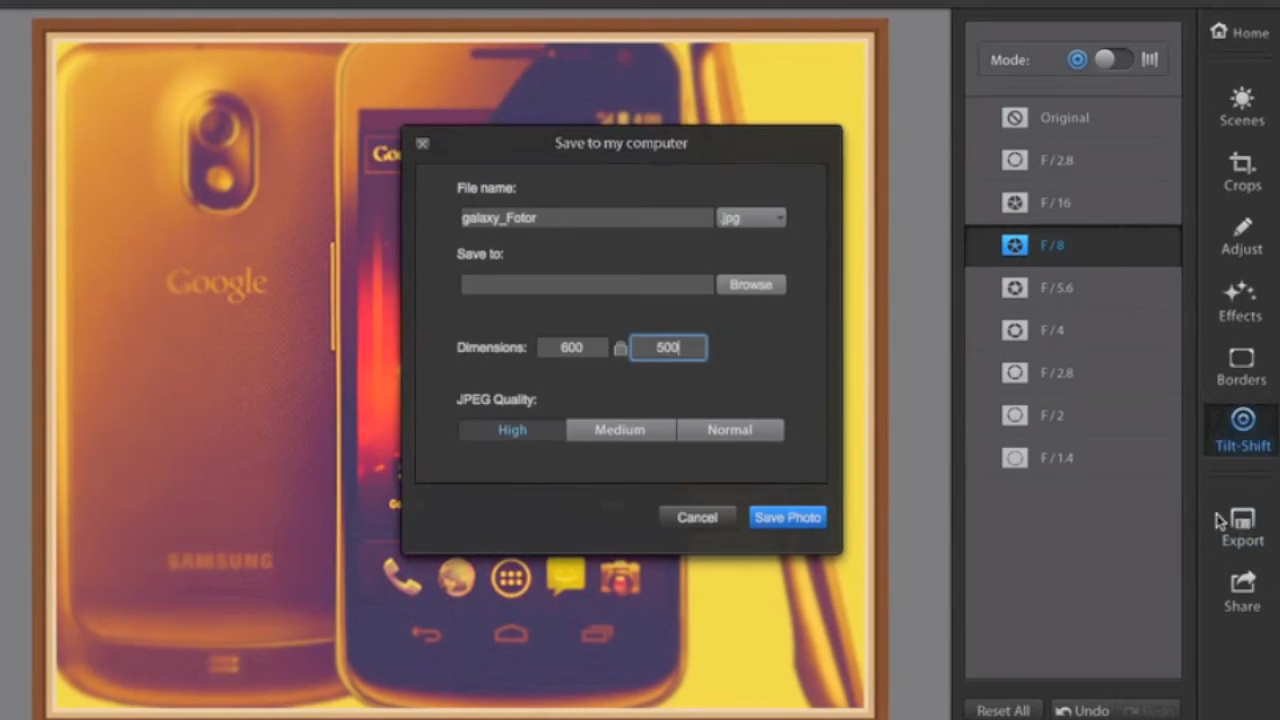 Home
Mode:
Scenes
Original
F/2.8
Save to my computer
Crops
File name:
F/16
galaxy_Fotor
.jpg
Adjust
F/8
Save to:
Google
Browse
F/5.6
Effects
F/4
Dimensions:
600
500
F/2.8
Borders
JPEG Quality:
F/2
High
Medium
Normal
Tilt-Shift
F/1.4
Cancel
Save Photo
Export
SAMSUNG
Share
Reset All
Undo
Redo